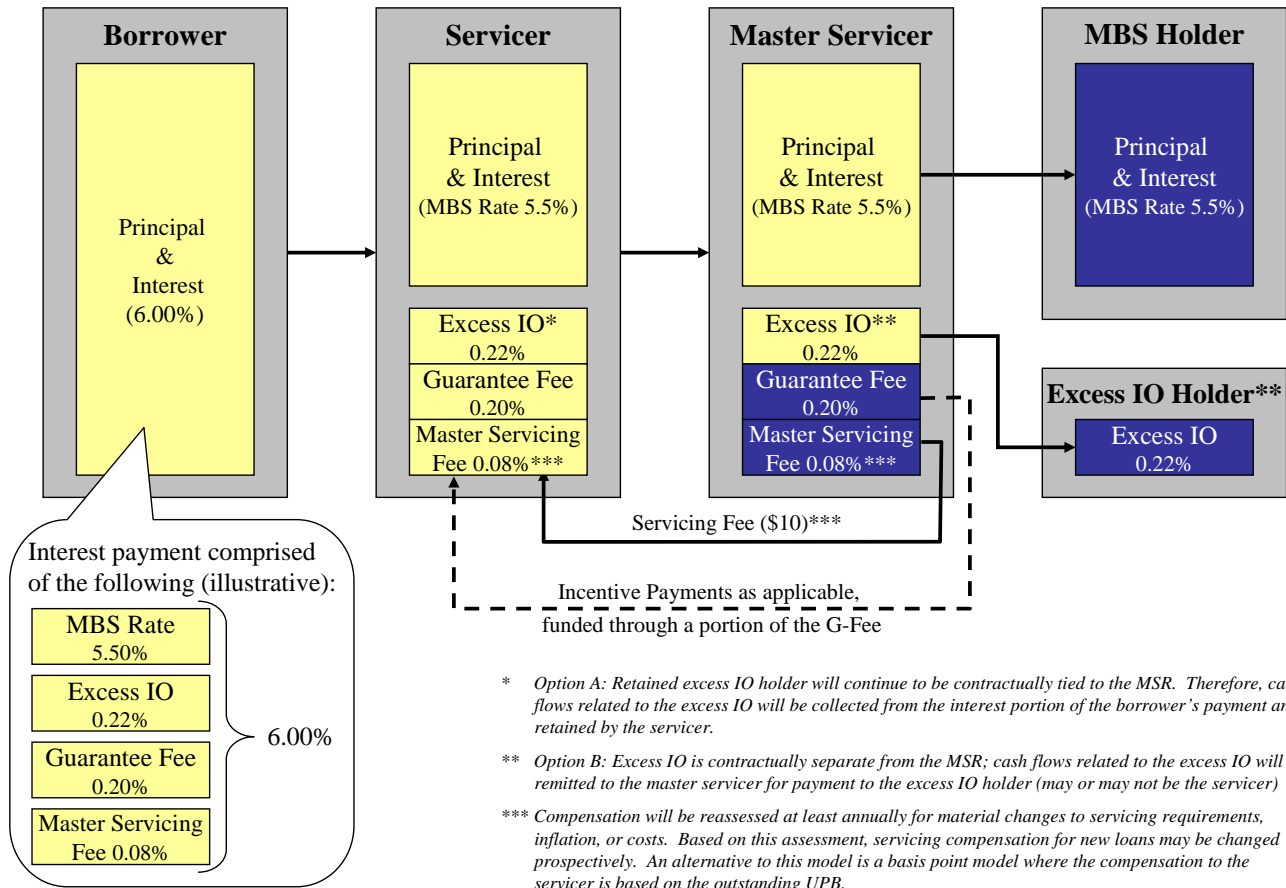 Borrower
Principal
&
Interest
(6.00%)
Servicer
Principal
& Interest
(MBS Rate 5.5%)
Excess IO*
0.22%
Guarantee Fee
0.20%
Master Servicing
Fee 0.08%***
Master Servicer
Principal
& Interest
(MBS Rate 5.5%)
Excess IO**
0.22%
Guarantee Fee
0.20%
Master Servicing
Fee 0.08%***
MBS Holder
Principal
& Interest
(MBS Rate 5.5%)
Excess IO Holder**
Excess IO
0.22%
Servicing Fee ($10)***
Incentive Payments as applicable,
funded through a portion of the G-Fee
Interest payment comprised
of the following (illustrative):
MBS Rate
5.50%
Excess IO
0.22%
Guarantee Fee
0.20%
Master Servicing
Fee 0.08%
6.00%
* Option A: Retained excess IO holder will continue to be contractually tied to the MSR. Therefore, ca
flows related to the excess IO will be collected from the interest portion of the borrower's payment an
retained by the servicer.
** Option B: Excess IO is contractually separate from the MSR; cash flows related to the excess IO will
remitted to the master servicer for payment to the excess IO holder (may or may not be the servicer)
*** Compensation will be reassessed at least annually for material changes to servicing requirements,
inflation, or costs. Based on this assessment, servicing compensation for new loans may be changed
prospectively. An alternative to this model is a basis point model where the compensation to the
servicer is based on the outstanding UPB.